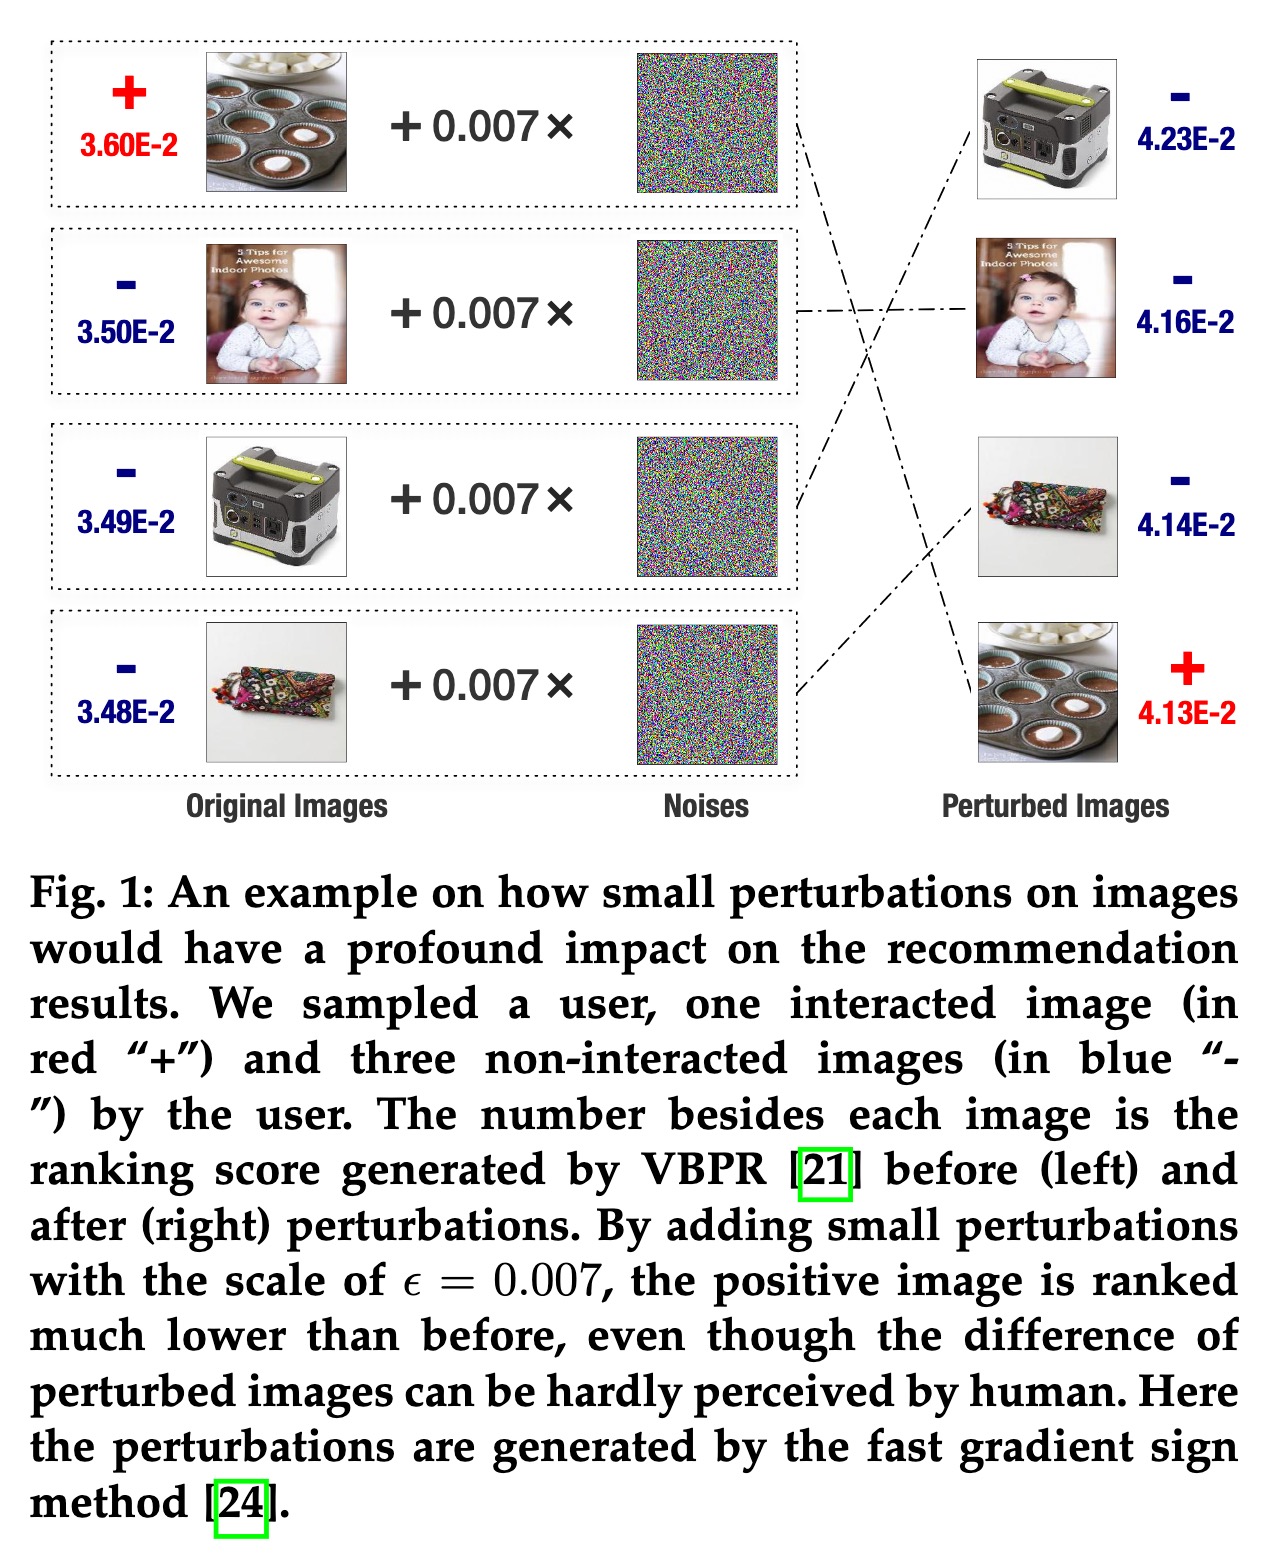 +
3.60E-2
+ 0.007 ×
-
4.23E-2
5 Tips for
Awesome
Indoor Photos
-
3.50E-2
+ 0.007 ×
5 Tips for
Awesome
Indoor Photos
-
4.16E-2
-
3.49E-2
+ 0.007 ×
-
4.14E-2
-
3.48E-2
+ 0.007 ×
+
4.13E-2
Original Images
Noises
Perturbed Images
Fig. 1: An example on how small perturbations on images
would have a profound impact on the recommendation
results. We sampled a user, one interacted image (in
red “+”) and three non-interacted images (in blue “-
”) by the user. The number besides each image is the
ranking score generated by VBPR [21] before (left) and
after (right) perturbations. By adding small perturbations
with the scale of ϵ = 0.007, the positive image is ranked
much lower than before, even though the difference of
perturbed images can be hardly perceived by human. Here
the perturbations are generated by the fast gradient sign
method [24].